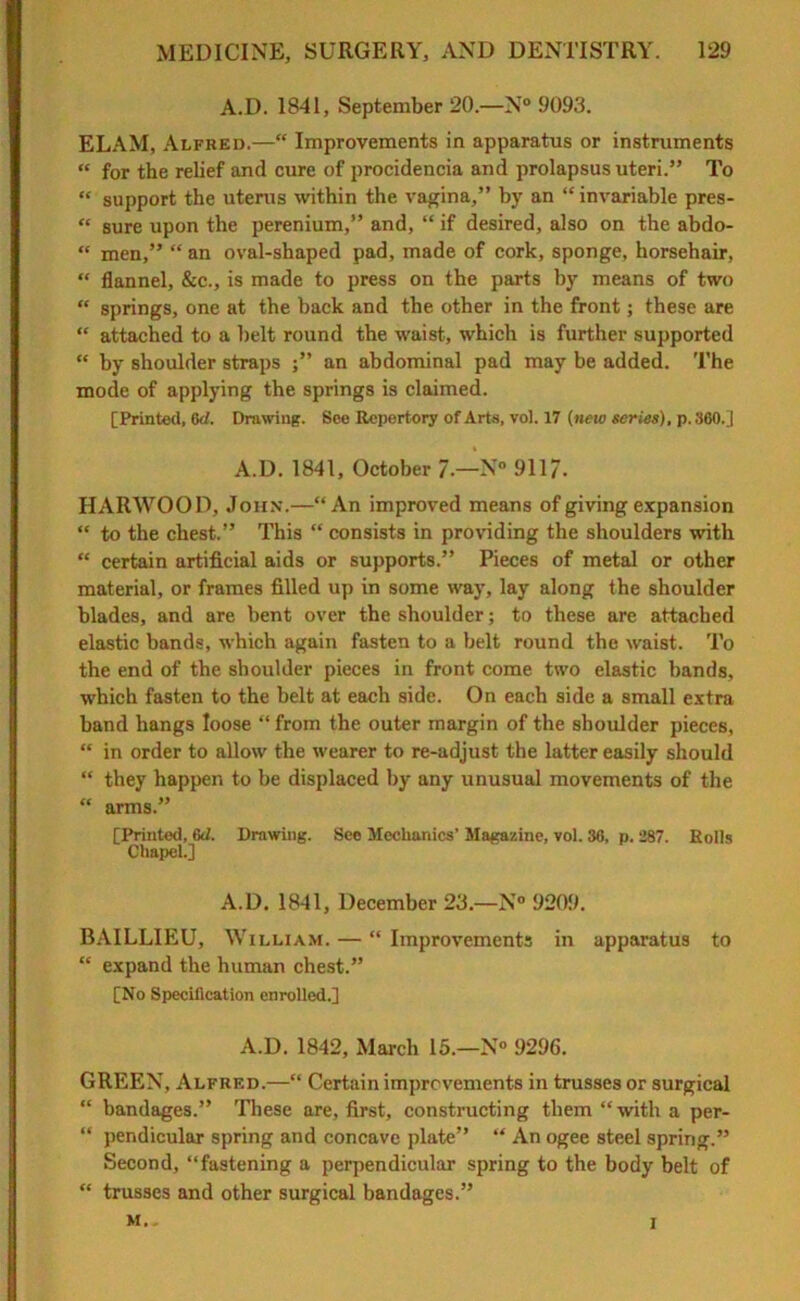 MEDICINE, SURGERY, AND DENTISTRY. 129
A.D. 1841, September 20.—N° 9093.
ELAM, ALFRED.—“ Improvements in apparatus or instruments
“ for the relief and cure of procidencia and prolapsus uteri.” To
“ support the uterus within the vagina,” by an “ invariable pres-
“ sure upon the perenium,” and, “ if desired, also on the abdo-
“ men,” “ an oval-shaped pad, made of cork, sponge, horsehair,
“ flannel, &c., is made to press on the parts by means of two
“ springs, one at the back and the other in the front ; these are
“ attached to a belt round the waist, which is further supported
“ by shoulder straps ;” an abdominal pad may be added. The
mode of applying the springs is claimed.
[Printed, 6d. Drawing. See Repertory of Arts, vol. 17 (new series), p. 360.]
A.D. 1841, October 7.—N° 9117.
HARWOOD, JOHN.—“ An improved means of giving expansion
“ to the chest.” This “ consists in providing the shoulders with
“ certain artificial aids or supports.” Pieces of metal or other
material, or frames filled up in some way, lay along the shoulder
blades, and are bent over the shoulder; to these are attached
elastic bands, which again fasten to a belt round the waist. To
the end of the shoulder pieces in front come two elastic bands,
which fasten to the belt at each side. On each side a small extra
band hangs loose “ from the outer margin of the shoulder pieces,
“ in order to allow the wearer to re-adjust the latter easily should
“ they happen to be displaced by any unusual movements of the
“ arms.”
[Printed, 6d. Drawing. See Mechanics’ Magazine, vol. 36, p. 287. Rolls
Chapel.]
A.D. 1841, December 23.—N° 9209.
BAILLIEU, WILLIAM. — “ Improvements in apparatus to
“ expand the human chest.”
[No Specification enrolled.]
A.D. 1842, March 15.—N° 9296.
GREEN, ALFRED.—“ Certain improvements in trusses or surgical
“ bandages.” These are, first, constructing them “ with a per-
“ pendicular spring and concave plate” “ An ogee steel spring.”
Second, “fastening a perpendicular spring to the body belt of
“ trusses and other surgical bandages.”
M. I